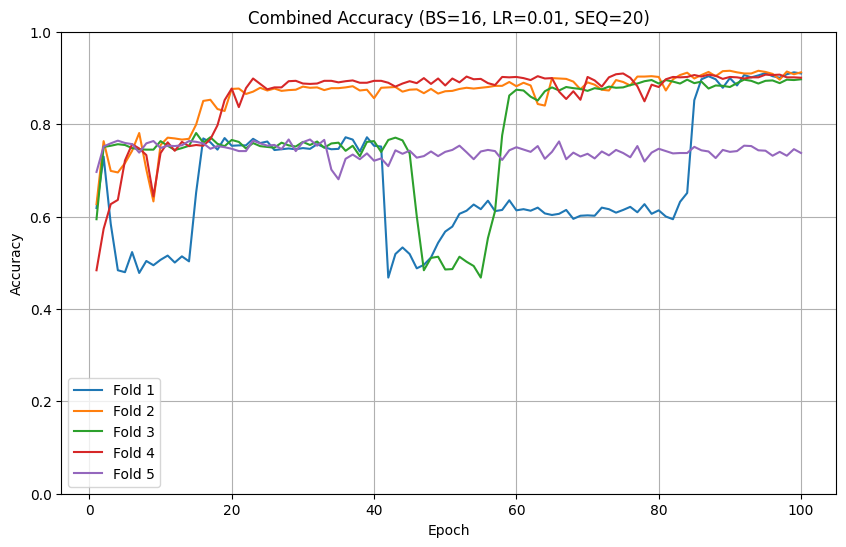 Combined Accuracy (BS=16, LR=0.01, SEQ=20)
1.0
0.8
0.6
0.4
0.2
0.0
Accuracy
Fold 1
Fold 2
Fold 3
Fold 4
Fold 5
0 20 40 60 80 100
Epoch